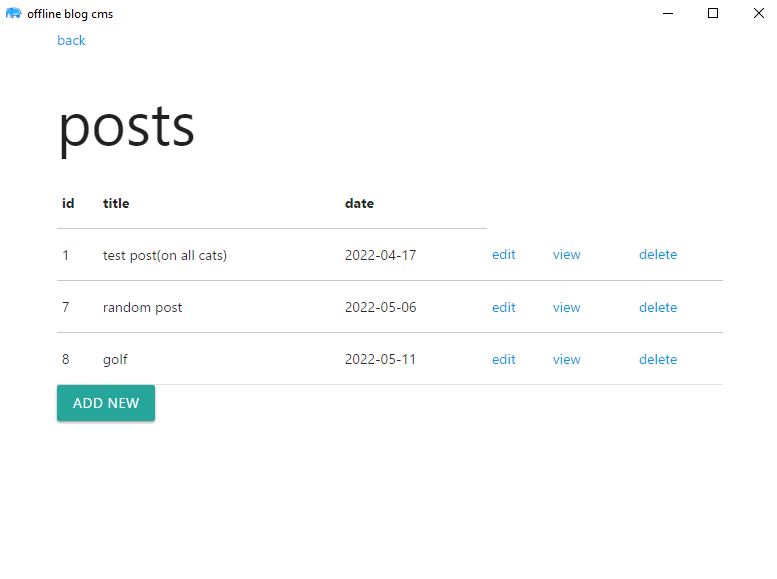 offline blog cms
back
posts
id title date
1 test post(on all cats) 2022-04-17 edit view delete
7 random post 2022-05-06 edit view delete
8 golf 2022-05-11 edit view delete
ADD NEW